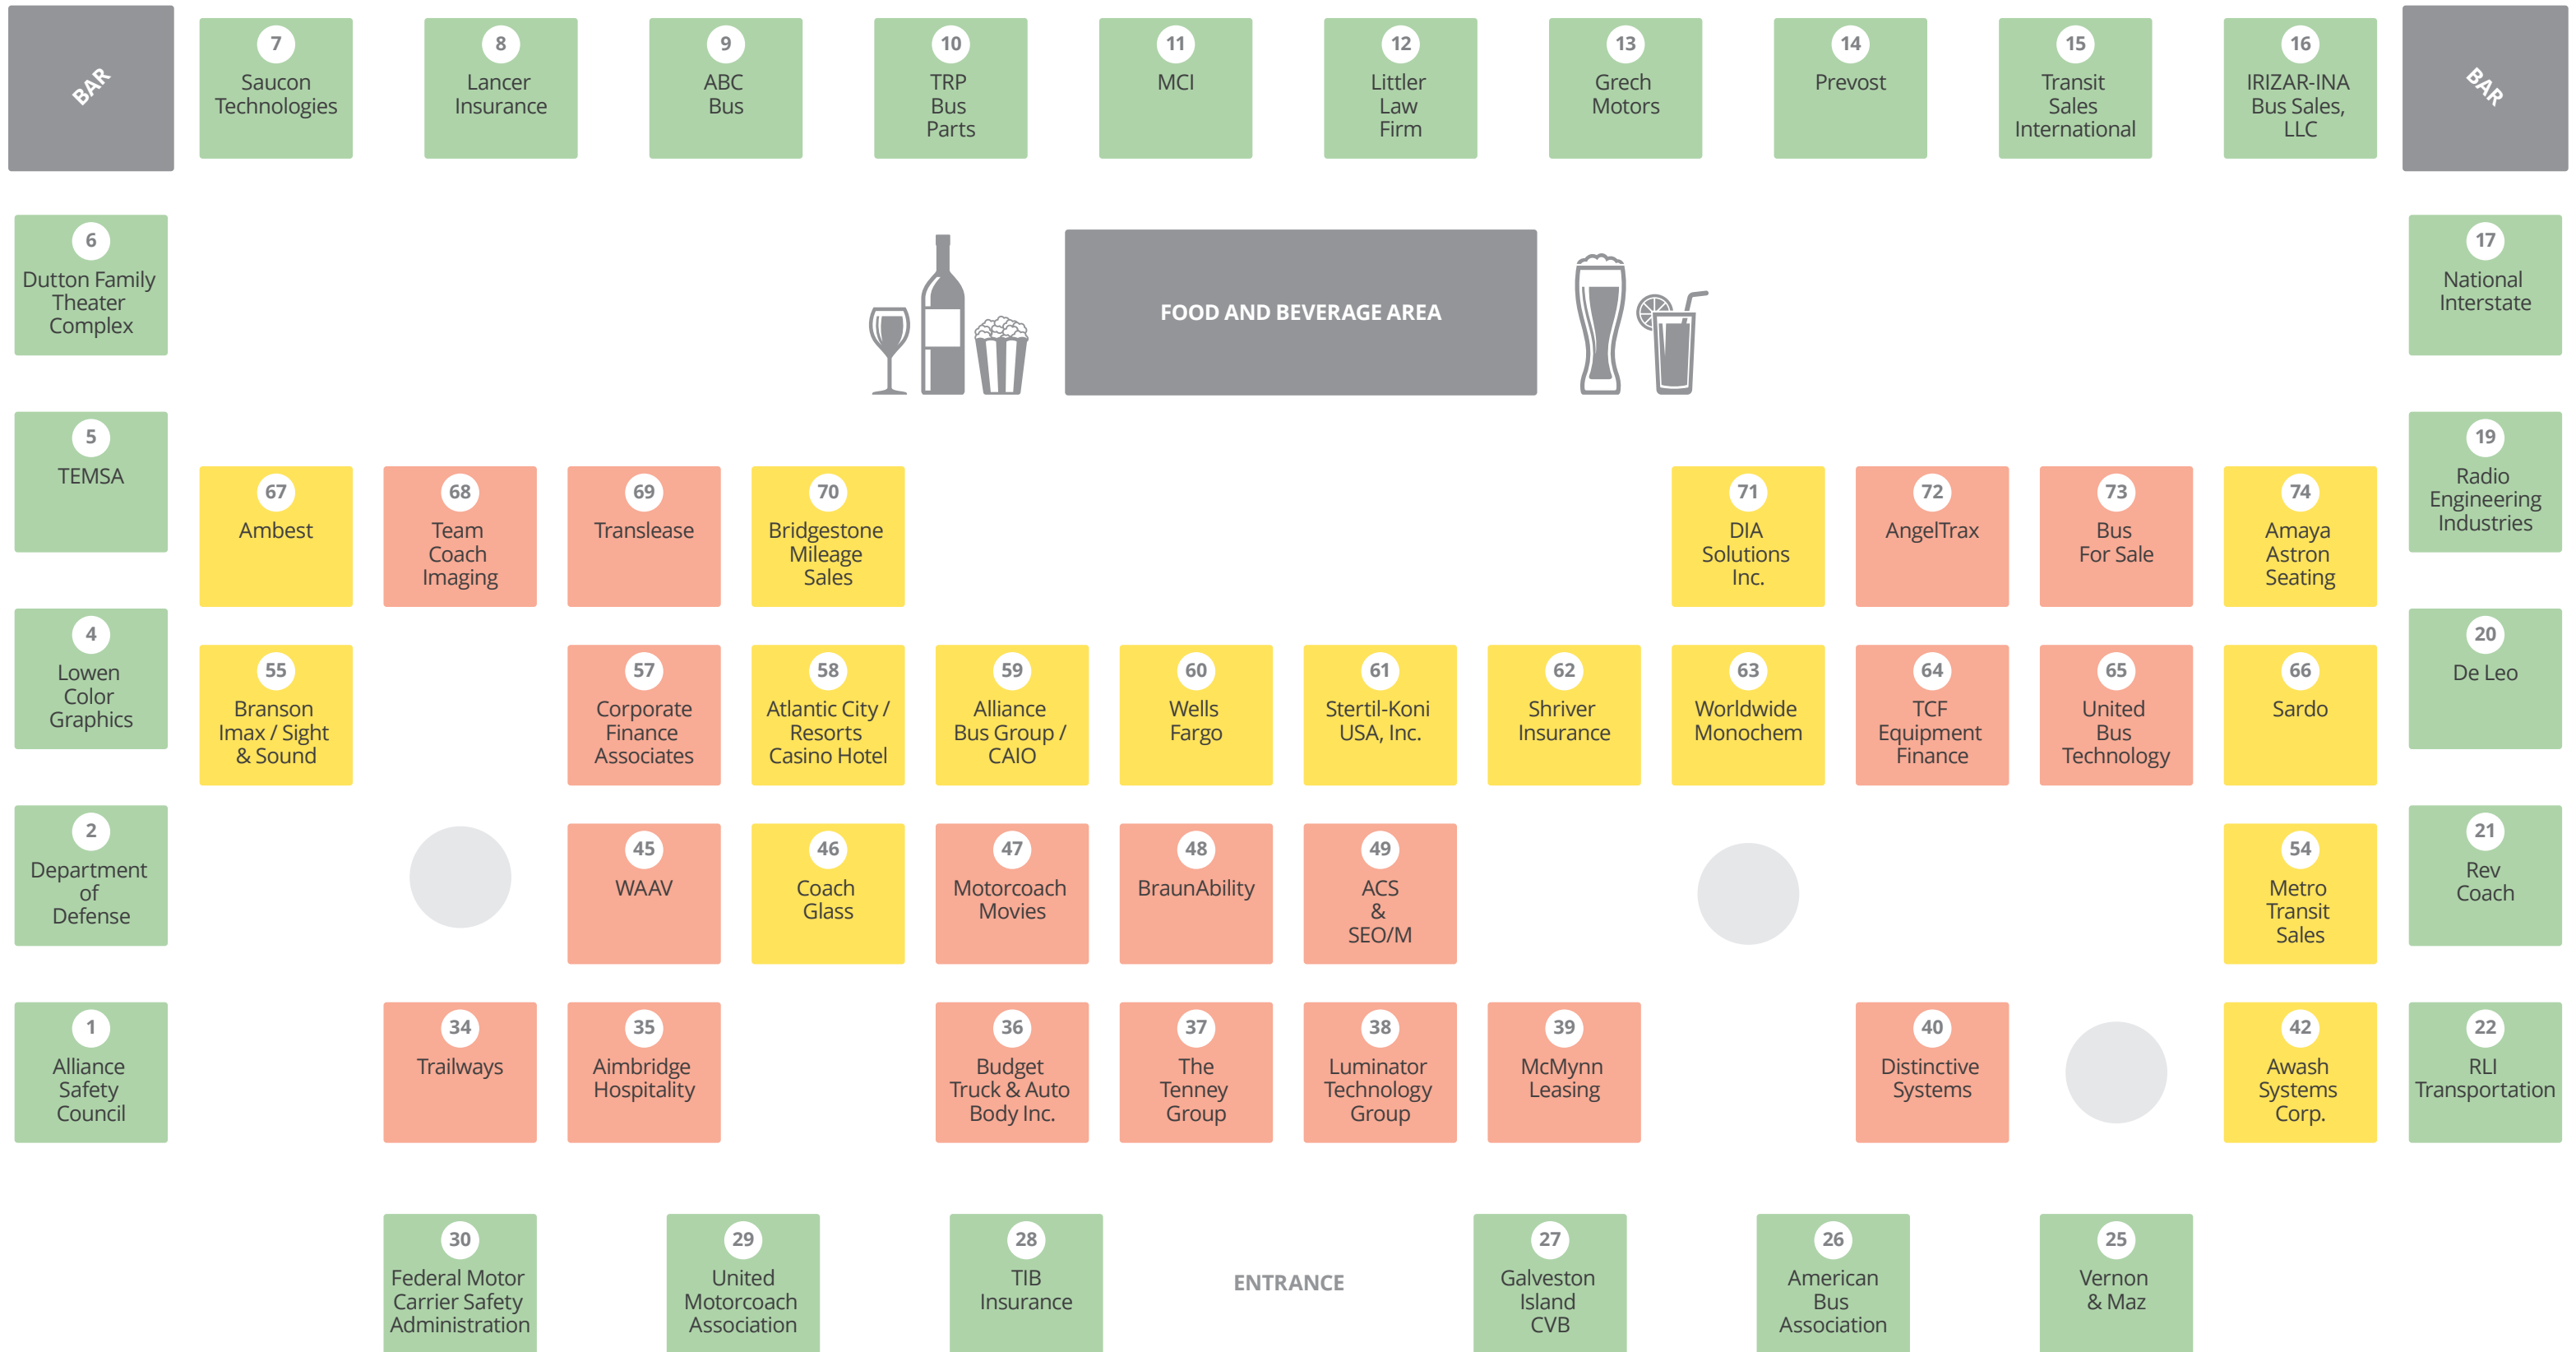 BAR
7
Saucon
Technologies
8
Lancer
Insurance
9
ABC
Bus
10
TRP
Bus
Parts
11
MCI
12
Littler
Law
Firm
13
Grech
Motors
14
Prevost
15
Transit
Sales
International
16
IRIZAR-INA
Bus Sales,
LLC
BAR
6
Dutton Family
Theater
Complex
FOOD AND BEVERAGE AREA
17
National
Interstate
5
TEMSA
19
Radio
Engineering
Industries
67
Ambest
68
Team
Coach
Imaging
69
Translease
70
Bridgestone
Mileage
Sales
71
DIA
Solutions
Inc.
72
AngelTrax
73
Bus
For Sale
74
Amaya
Astron
Seating
4
Lowen
Color
Graphics
20
De Leo
55
Branson
Imax / Sight
& Sound
57
Corporate
Finance
Associates
58
Atlantic City /
Resorts
Casino Hotel
59
Alliance
Bus Group /
CAIO
60
Wells
Fargo
61
Stertil-Koni
USA, Inc.
62
Shriver
Insurance
63
Worldwide
Monochem
64
TCF
Equipment
Finance
65
United
Bus
Technology
66
Sardo
2
Department
of
Defense
21
Rev
Coach
45
WAAV
46
Coach
Glass
47
Motorcoach
Movies
48
BraunAbility
49
ACS
&
SEO/M
54
Metro
Transit
Sales
1
Alliance
Safety
Council
34
Trailways
35
Aimbridge
Hospitality
36
Budget
Truck & Auto
Body Inc.
37
The
Tenney
Group
38
Luminator
Technology
Group
39
McMynn
Leasing
40
Distinctive
Systems
42
Awash
Systems
Corp.
22
RLI
Transportation
30
Federal Motor
Carrier Safety
Administration
29
United
Motorcoach
Association
28
TIB
Insurance
ENTRANCE
27
Galveston
Island
CVB
26
American
Bus
Association
25
Vernon
& Maz